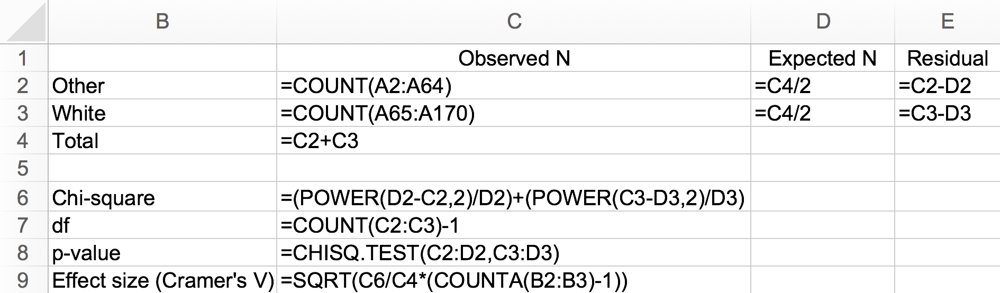 B C D E
1 Observed N Expected N Residual
2 Other =COUNT(A2:A64) =C4/2 =C2-D2
3 White =COUNT(A65:A170) =C4/2 =C3-D3
4 Total =C2+C3
5
6 Chi-square =(POWER(D2-C2,2)/D2)+(POWER(C3-D3,2)/D3)
7 df =COUNT(C2:C3)-1
8 p-value =CHISQ.TEST(C2:D2,C3:D3)
9 Effect size (Cramer's V) =SQRT(C6/C4*(COUNTA(B2:B3)-1))